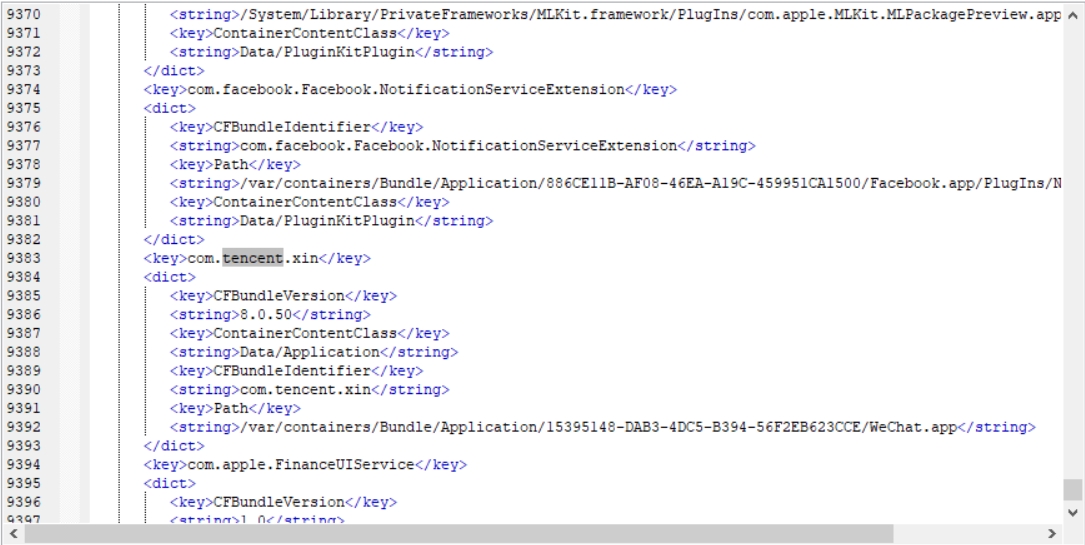 9370 <string>/System/Library/PrivateFrameworks/MLKit.framework/PlugIns/com.apple.MLKit.MLPackagePreview.app
9371 <key>ContainerContentClass</key>
9372 <string>Data/PluginKitPlugin</string>
9373 </dict>
9374 <key>com.facebook.Facebook.NotificationServiceExtension</key>
9375 <dict>
9376 <key>CFBundleIdentifier</key>
9377 <string>com.facebook.Facebook.NotificationServiceExtension</string>
9378 <key>Path</key>
9379 <string>/var/containers/Bundle/Application/886CE11B-AF08-46EA-A19C-459951CA1500/Facebook.app/PlugIns/N
9380 <key>ContainerContentClass</key>
9381 <string>Data/PluginKitPlugin</string>
9382 </dict>
9383 <key>com.tencent.xin</key>
9384 <dict>
9385 <key>CFBundleVersion</key>
9386 <string>8.0.50</string>
9387 <key>ContainerContentClass</key>
9388 <string>Data/Application</string>
9389 <key>CFBundleIdentifier</key>
9390 <string>com.tencent.xin</string>
9391 <key>Path</key>
9392 <string>/var/containers/Bundle/Application/15395148-DAB3-4DC5-B394-56F2EB623CCE/WeChat.app</string>
9393 </dict>
9394 <key>com.apple.FinanceUIService</key>
9395 <dict>
9396 <key>CFBundleVersion</key>
9397 <string>1.0</string>